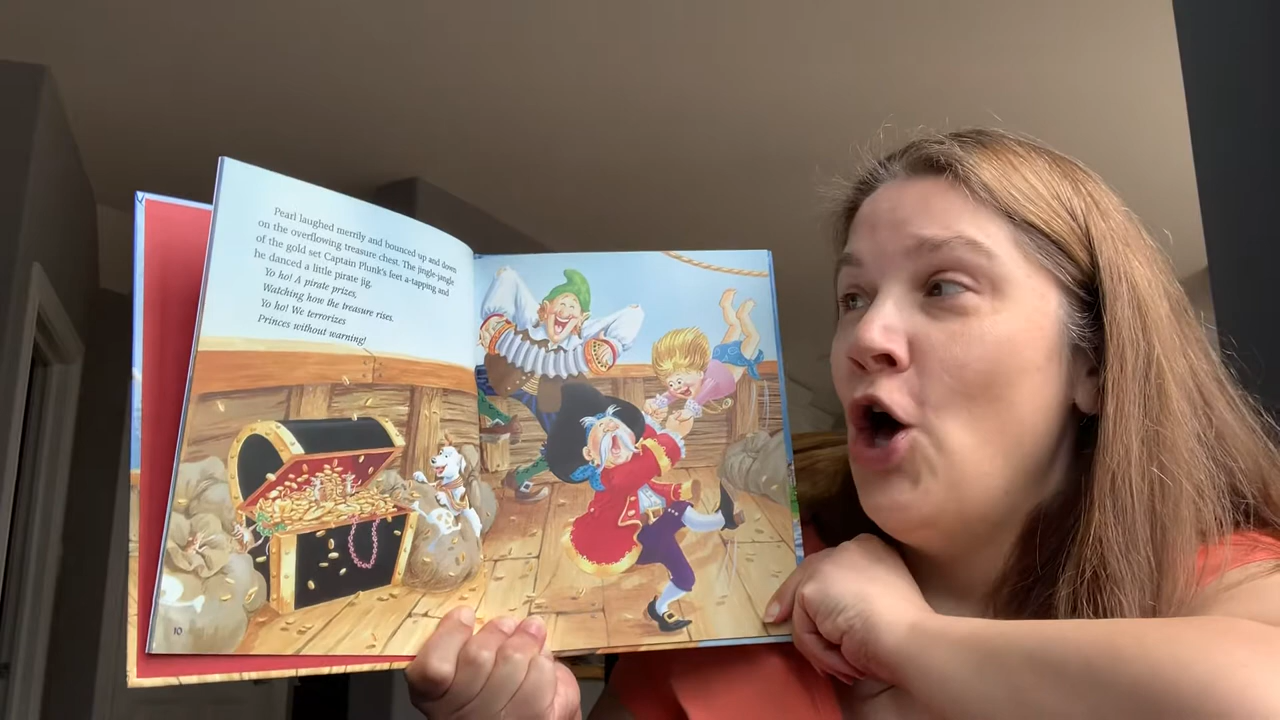 Pearl laughed merrily and bounced up and down
on the overflowing treasure chest. The jingle-jangle
of the gold set Captain Plunk's feet a-tapping and
he danced a little pirate jig.
Yo ho! A pirate prizes,
Watching how the treasure rises.
Yo ho! We terrorizes
Princes without warning!
10